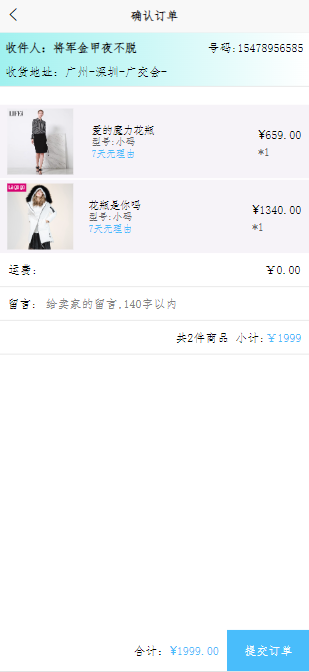 确认订单
收件人：将军金甲夜不脱 号码:15478956585
收货地址：广州-深圳-广交会-
爱的魔力花瓶
型号:小码
7天无理由
¥659.00
*1
花瓶是你吗
型号:小码
7天无理由
¥1340.00
*1
运费: ¥0.00
留言: 给卖家的留言,140字以内
共2件商品 小计:¥1999
合计: ¥1999.00 提交订单